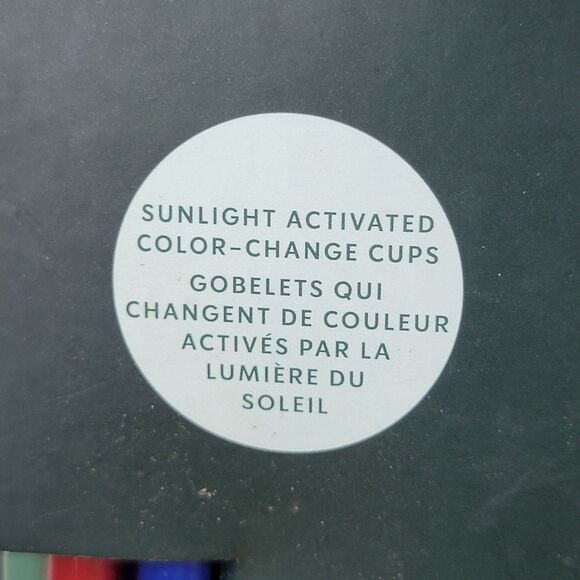 SUNLIGHT ACTIVATED
COLOR-CHANGE CUPS
GOBELETS QUI
CHANGENT DE COULEUR
ACTIVÉS PAR LA
LUMIÈRE DU
SOLEIL